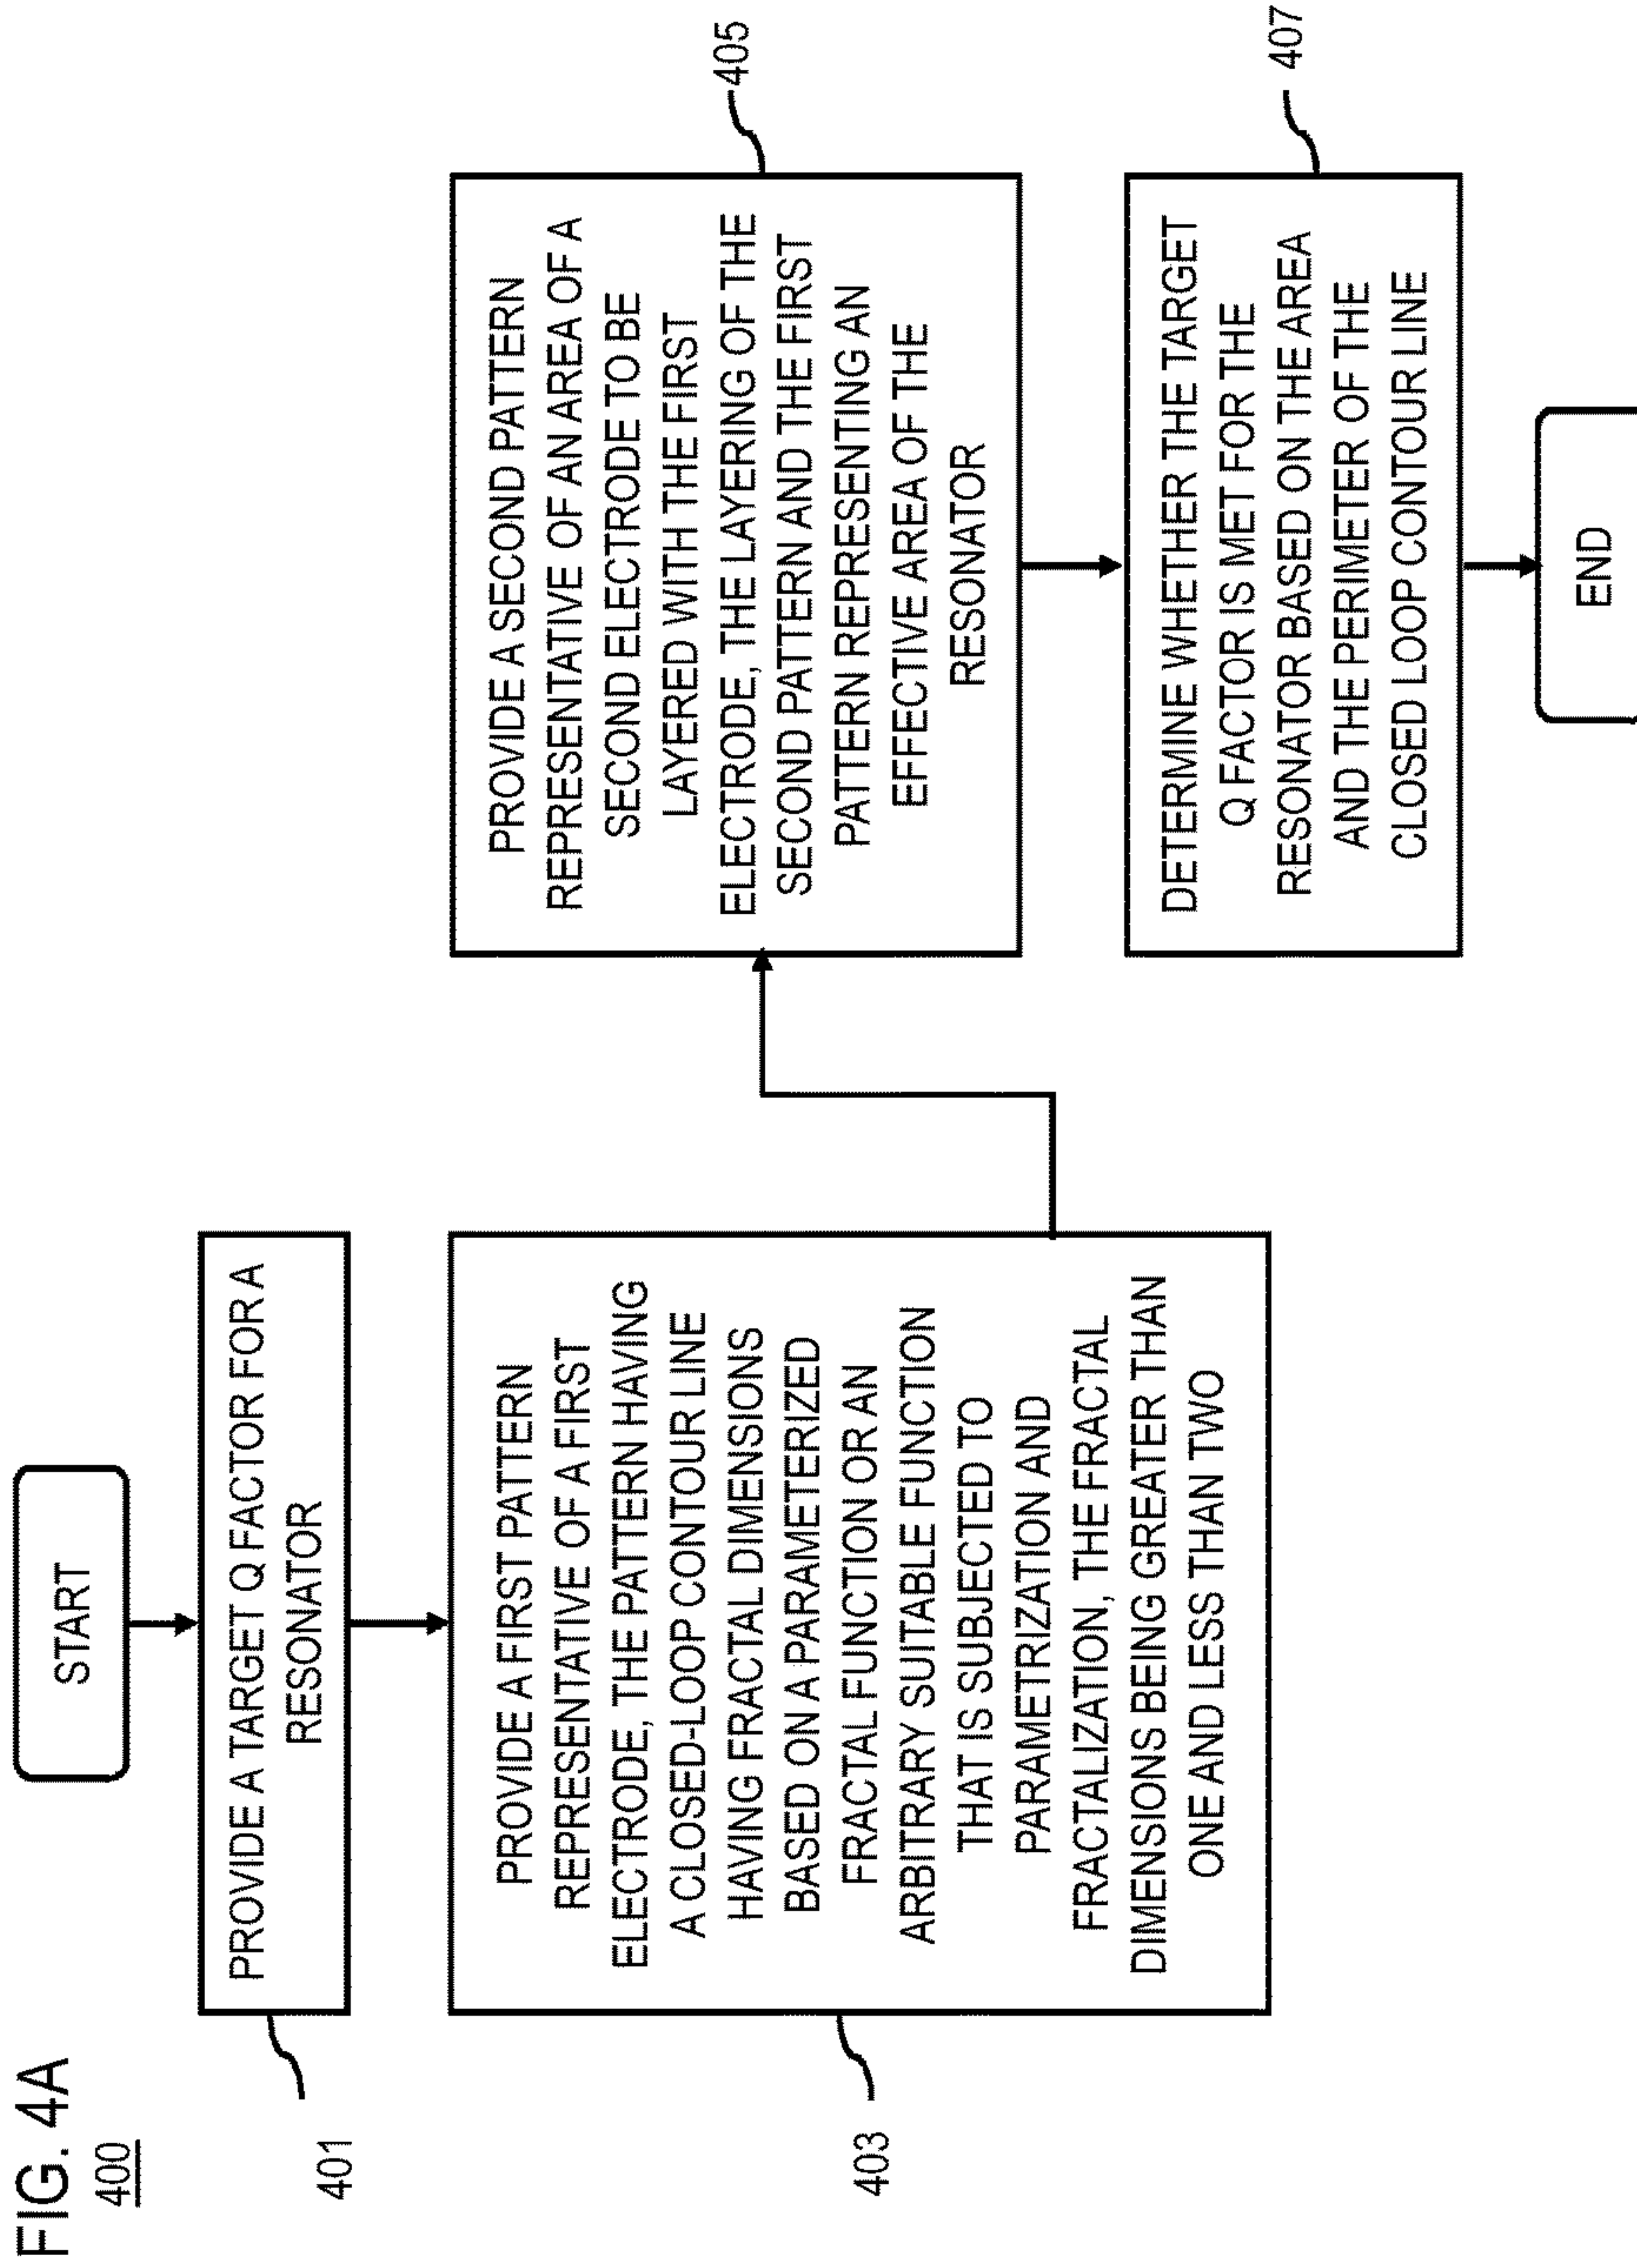 FIG. 4A
400
START
401
PROVIDE A TARGET Q FACTOR FOR A
RESONATOR
403
PROVIDE A FIRST PATTERN
REPRESENTATIVE OF A FIRST
ELECTRODE, THE PATTERN HAVING
A CLOSED-LOOP CONTOUR LINE
HAVING FRACTAL DIMENSIONS
BASED ON A PARAMETERIZED
FRACTAL FUNCTION OR AN
ARBITRARY SUITABLE FUNCTION
THAT IS SUBJECTED TO
PARAMETRIZATION AND
FRACTALIZATION, THE FRACTAL
DIMENSIONS BEING GREATER THAN
ONE AND LESS THAN TWO
405
PROVIDE A SECOND PATTERN
REPRESENTATIVE OF AN AREA OF A
SECOND ELECTRODE TO BE
LAYERED WITH THE FIRST
ELECTRODE, THE LAYERING OF THE
SECOND PATTERN AND THE FIRST
PATTERN REPRESENTING AN
EFFECTIVE AREA OF THE
RESONATOR
407
DETERMINE WHETHER THE TARGET
Q FACTOR IS MET FOR THE
RESONATOR BASED ON THE AREA
AND THE PERIMETER OF THE
CLOSED LOOP CONTOUR LINE
END